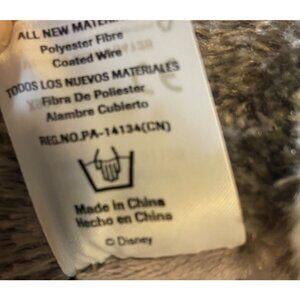 ALL NEW MATERI
Polyester Fibre
Coated Wire
TODOS LOS NUEVOS MATERIALES
Fibra De Poliester
Alambre Cubierto
REG.NO.PA-14134(CN)
Made in China
Hecho en China
© Disney